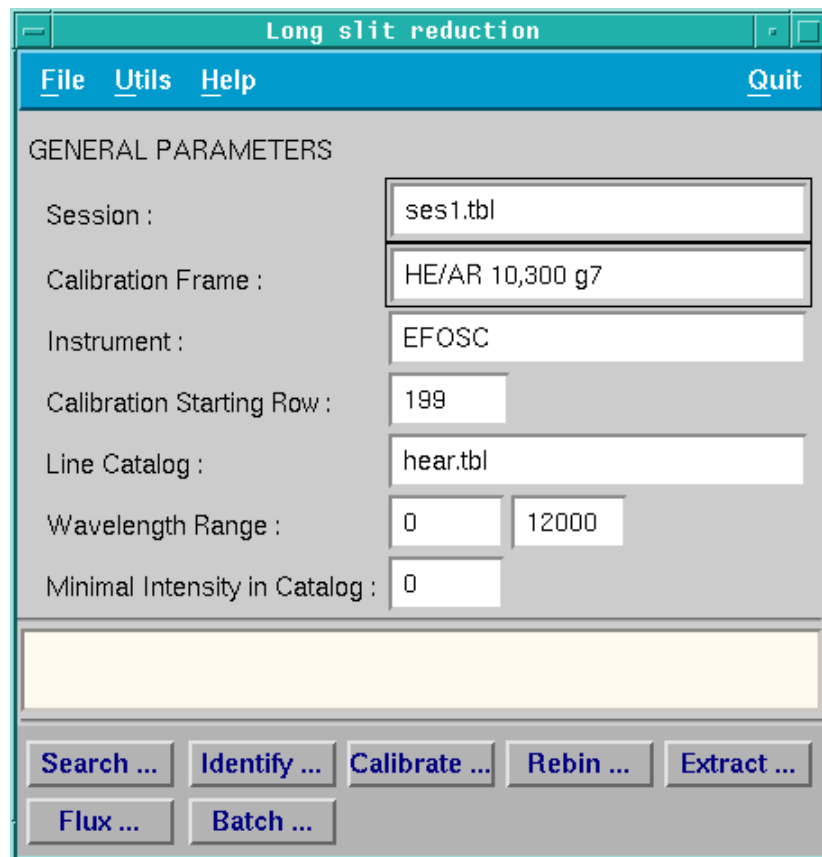 Long slit reduction
File Utils Help Quit
GENERAL PARAMETERS
Session : ses1.tbl
Calibration Frame : HE/AR 10,300 g7
Instrument : EFOSC
Calibration Starting Row : 199
Line Catalog : hear.tbl
Wavelength Range : 0 12000
Minimal Intensity in Catalog : 0
Search ... Identify ... Calibrate ... Rebin ... Extract ...
Flux ... Batch ...